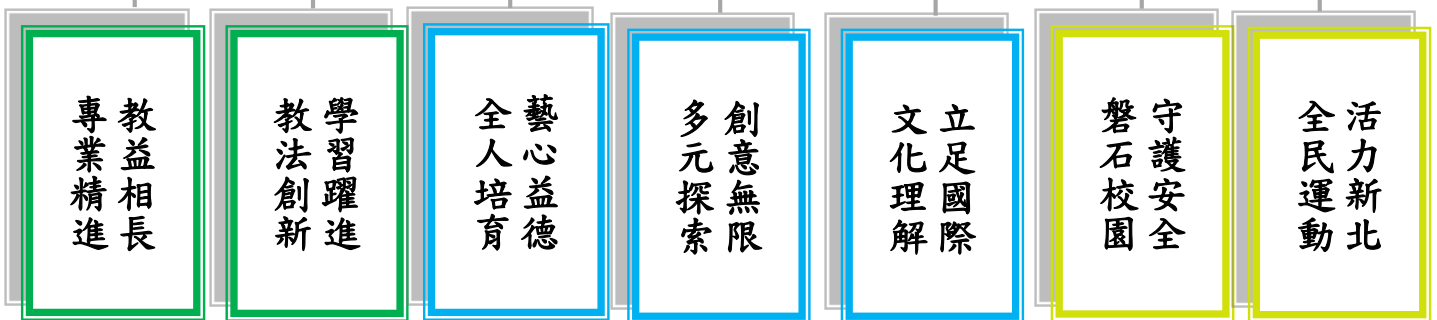 教益相長
專業精進
學習躍進
教法創新
藝心益德
全人培育
創意無限
多元探索
立足國際
文化理解
守護安全
磐石校園
活力新北
全民運動